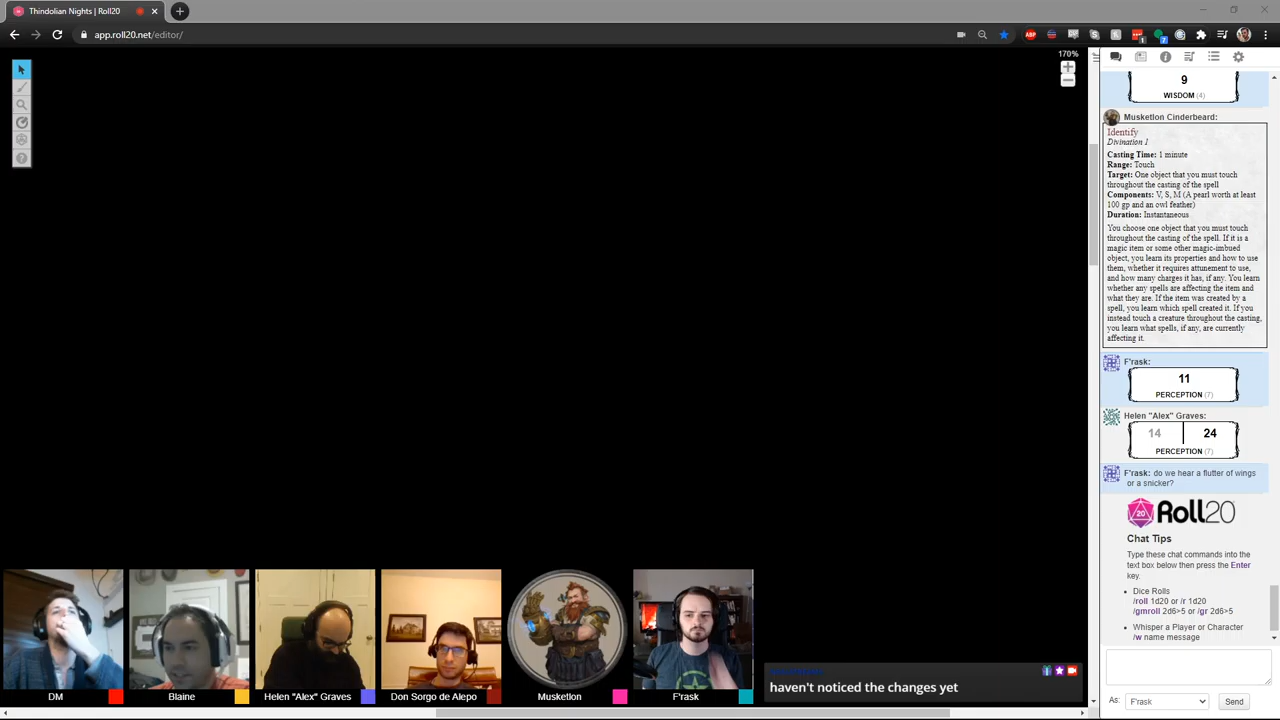 Thindolian Nights | Roll20
app.roll20.net/editor/
170%
9
WISDOM (4)
Musketlon Cinderbeard:
Identify
Divination 1
Casting Time: 1 minute
Range: Touch
Target: One object that you must touch
throughout the casting of the spell
Components: V, S, M (A pearl worth at least
100 gp and an owl feather)
Duration: Instantaneous
You choose one object that you must touch
throughout the casting of the spell. If it is a
magic item or some other magic-imbued
object, you learn its properties and how to use
them, whether it requires attunement to use,
and how many charges it has, if any. You learn
whether any spells are affecting the item and
what they are. If the item was created by a
spell, you learn which spell created it. If you
instead touch a creature throughout the casting,
you learn what spells, if any, are currently
affecting it.
F'rask:
11
PERCEPTION (7)
Helen "Alex" Graves:
14 24
PERCEPTION (7)
F'rask: do we hear a flutter of wings
or a snicker?
20 Roll20
Chat Tips
Type these chat commands into the
text box below then press the Enter
key.
Dice Rolls
/roll 1d20 or /r 1d20
/gmroll 2d6>5 or /gr 2d6>5
Whisper a Player or Character
/w name message
As: F'rask Send
DM
Blaine
Helen "Alex" Graves
Don Sorgo de Alepo
Musketlon
F'rask
haven't noticed the changes yet